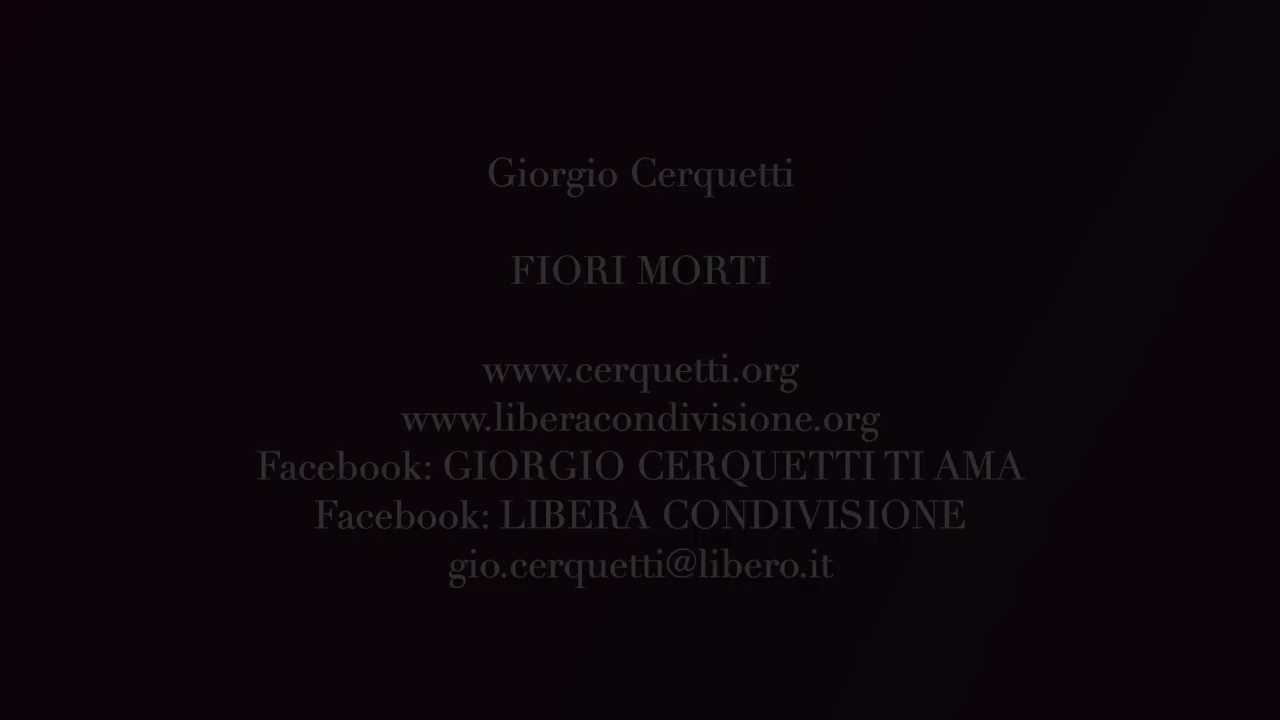 Giorgio Cerquetti
FIORI MORTI
www.cerquetti.org
www.liberacondivisione.org
Facebook: GIORGIO CERQUETTI TI AMA
Facebook: LIBERA CONDIVISIONE
gio.cerquetti@libero.it